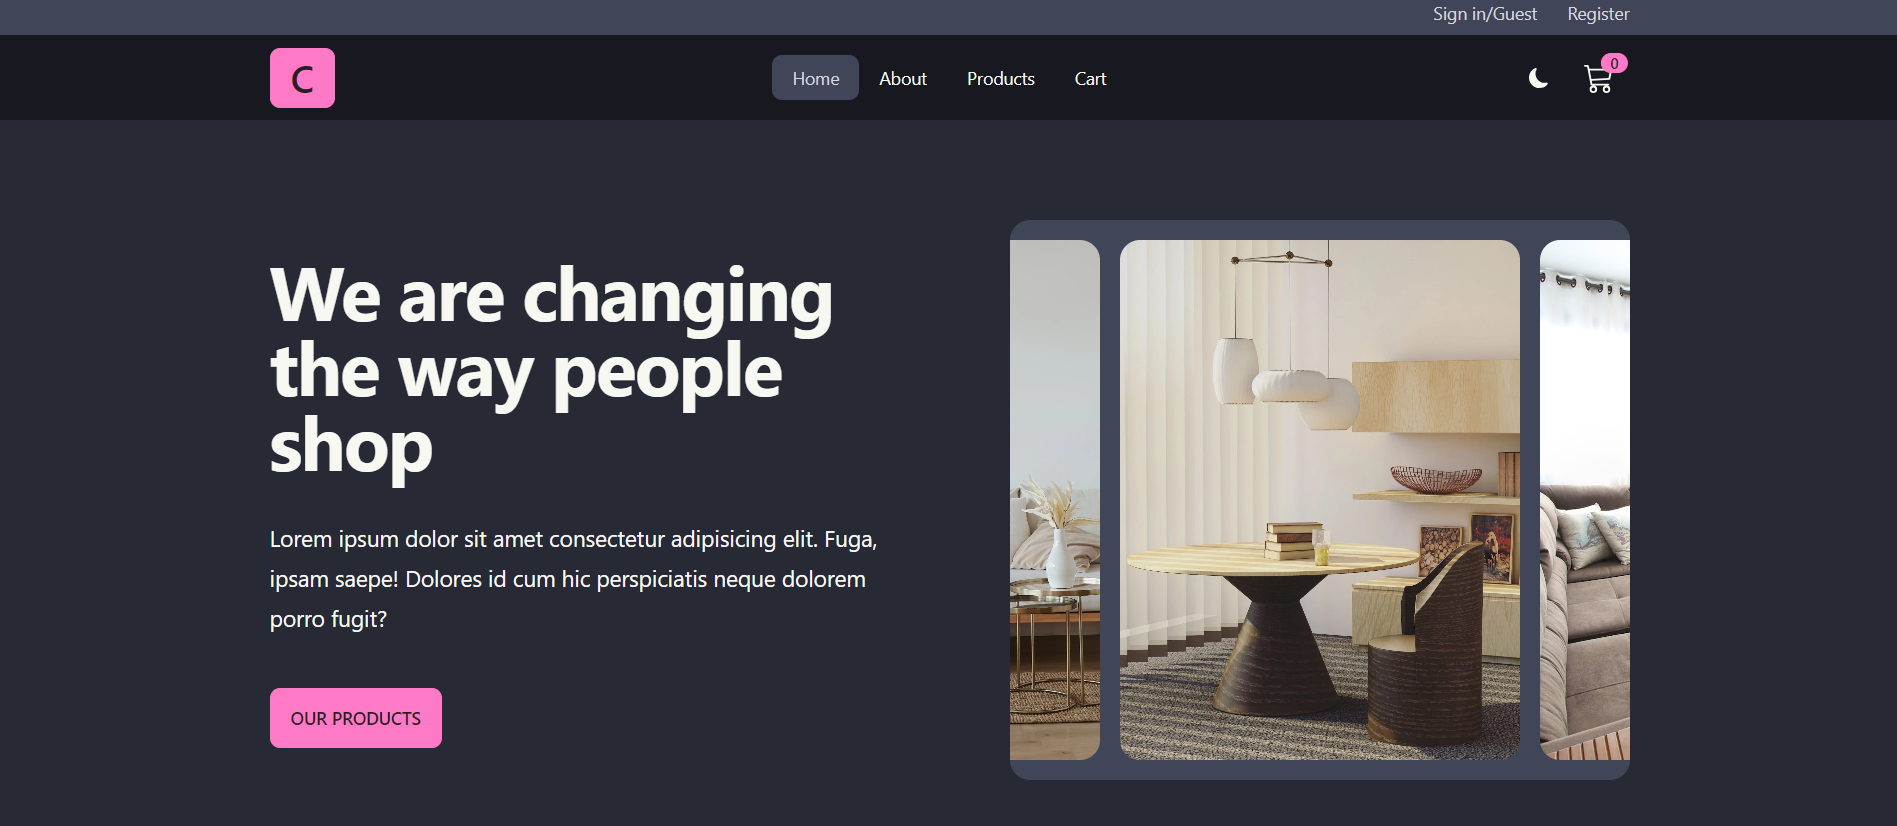 Sign in/Guest Register
C Home About Products Cart 0
We are changing
the way people
shop
Lorem ipsum dolor sit amet consectetur adipisicing elit. Fuga,
ipsam saepe! Dolores id cum hic perspiciatis neque dolorem
porro fugit?
OUR PRODUCTS